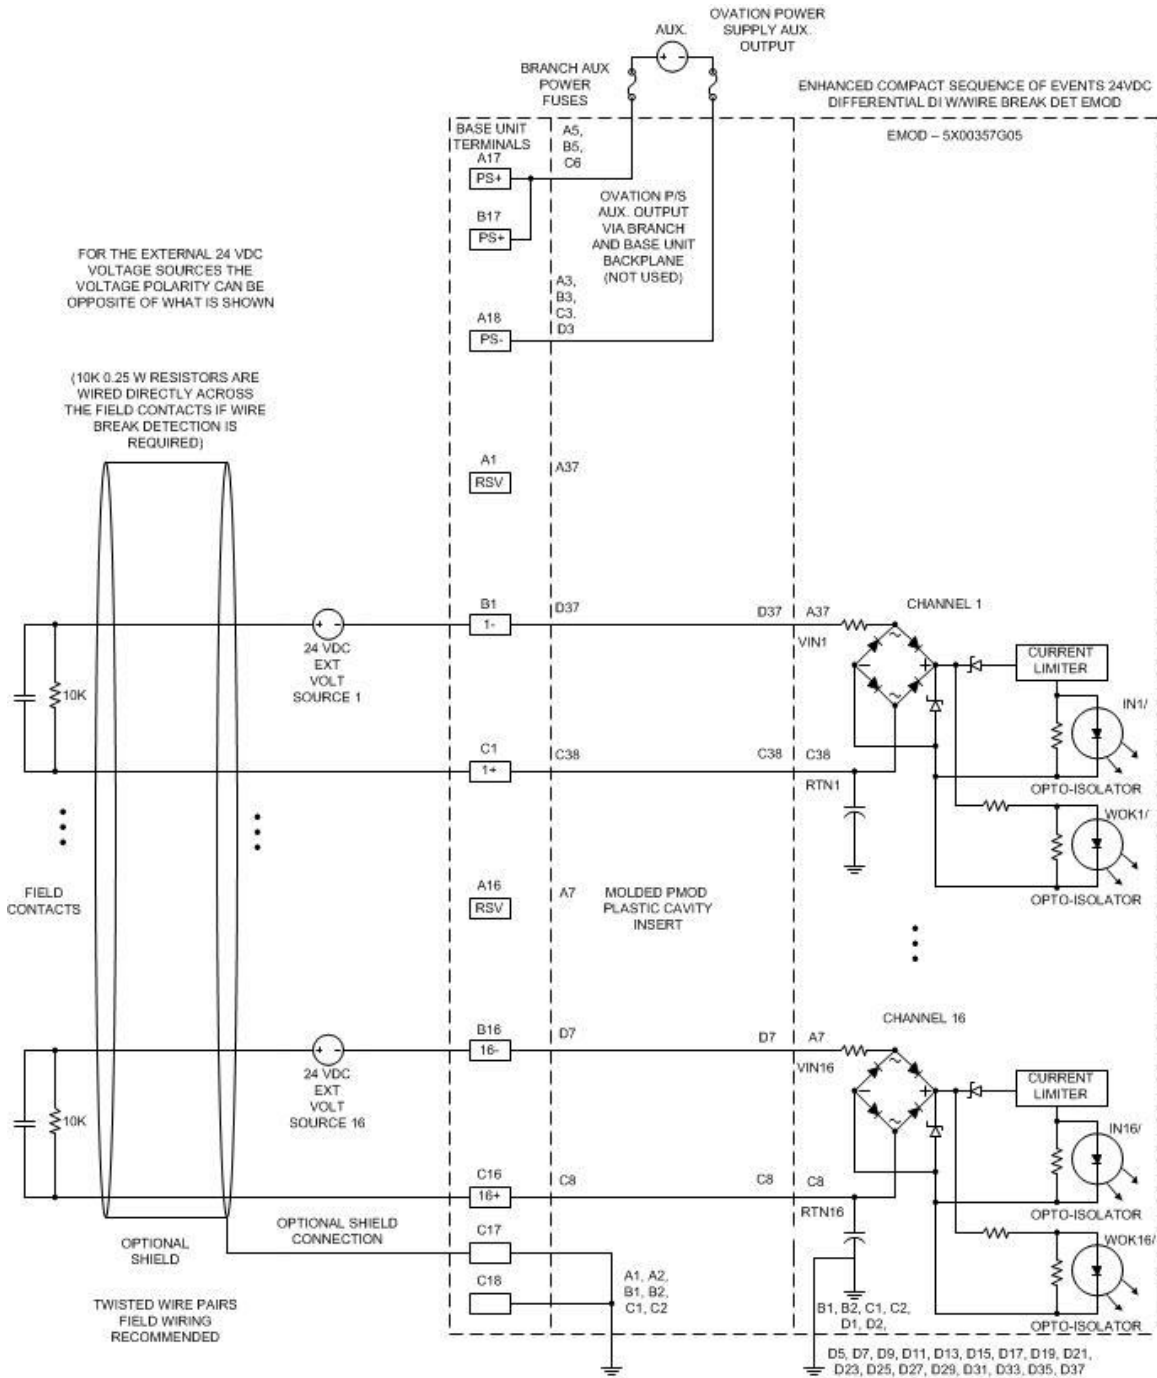 OVATION POWER
SUPPLY AUX.
OUTPUT
AUX.
+ -
BRANCH AUX
POWER
FUSES
ENHANCED COMPACT SEQUENCE OF EVENTS 24VDC
DIFFERENTIAL DI W/WIRE BREAK DET EMOD
EMOD – 5X00357G05
BASE UNIT
TERMINALS
A17
PS+
B17
PS+
A5,
B5,
C6
OVATION P/S
AUX. OUTPUT
VIA BRANCH
AND BASE UNIT
BACKPLANE
(NOT USED)
A3,
B3,
C3.
D3
A18
PS-
FOR THE EXTERNAL 24 VDC
VOLTAGE SOURCES THE
VOLTAGE POLARITY CAN BE
OPPOSITE OF WHAT IS SHOWN
(10K 0.25 W RESISTORS ARE
WIRED DIRECTLY ACROSS
THE FIELD CONTACTS IF WIRE
BREAK DETECTION IS
REQUIRED)
A1
RSV
A37
B1
1-
D37
D37
A37
VIN1
CHANNEL 1
+ -
24 VDC
EXT
VOLT
SOURCE 1
10K
~
- +
~
CURRENT
LIMITER
IN1/
OPTO-ISOLATOR
C1
1+
C38
C38
C38
RTN1
WOK1/
OPTO-ISOLATOR
FIELD
CONTACTS
A16
RSV
A7
MOLDED PMOD
PLASTIC CAVITY
INSERT
B16
16-
D7
D7
A7
VIN16
CHANNEL 16
+ -
24 VDC
EXT
VOLT
SOURCE 16
10K
~
- +
~
CURRENT
LIMITER
IN16/
OPTO-ISOLATOR
C16
16+
C8
C8
C8
RTN16
WOK16/
OPTO-ISOLATOR
OPTIONAL
SHIELD
OPTIONAL SHIELD
CONNECTION
C17
C18
A1, A2,
B1, B2,
C1, C2
B1, B2, C1, C2,
D1, D2,
TWISTED WIRE PAIRS
FIELD WIRING
RECOMMENDED
D5, D7, D9, D11, D13, D15, D17, D19, D21,
D23, D25, D27, D29, D31, D33, D35, D37